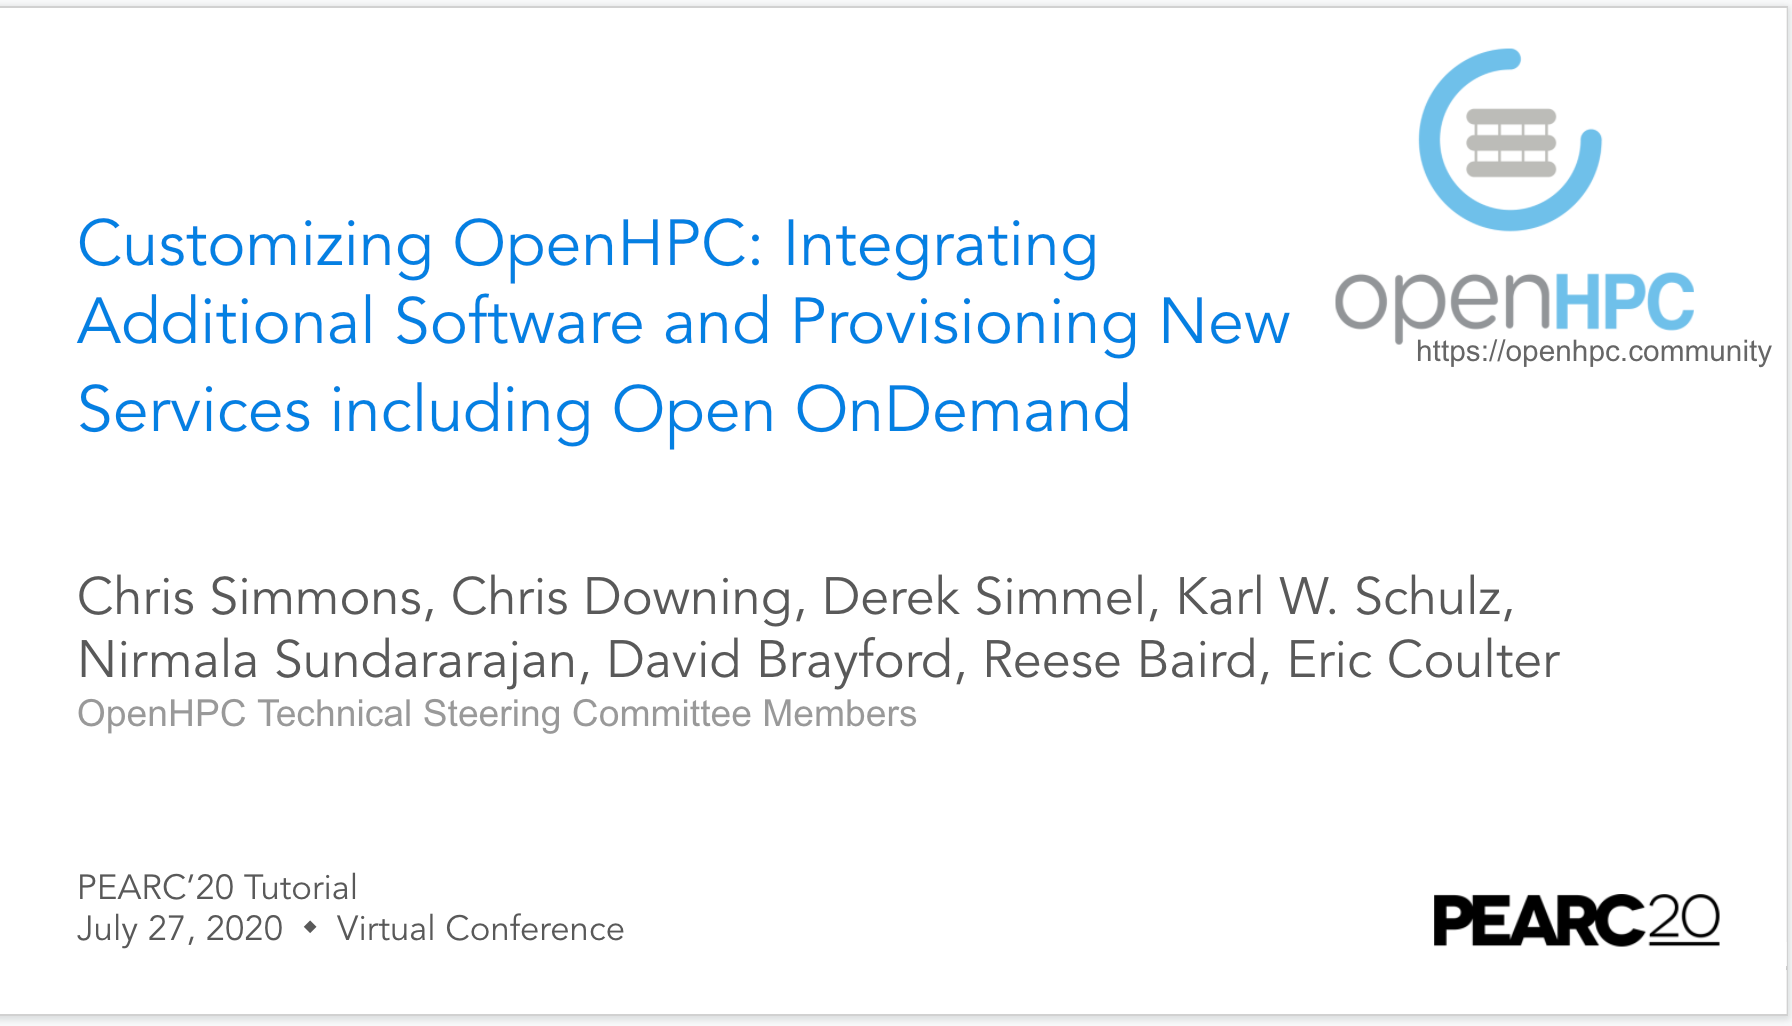 Customizing OpenHPC: Integrating
Additional Software and Provisioning New
Services including Open OnDemand
openHPC
https://openhpc.community
Chris Simmons, Chris Downing, Derek Simmel, Karl W. Schulz,
Nirmala Sundararajan, David Brayford, Reese Baird, Eric Coulter
OpenHPC Technical Steering Committee Members
PEARC’20 Tutorial
July 27, 2020 ◆ Virtual Conference
PEARC20